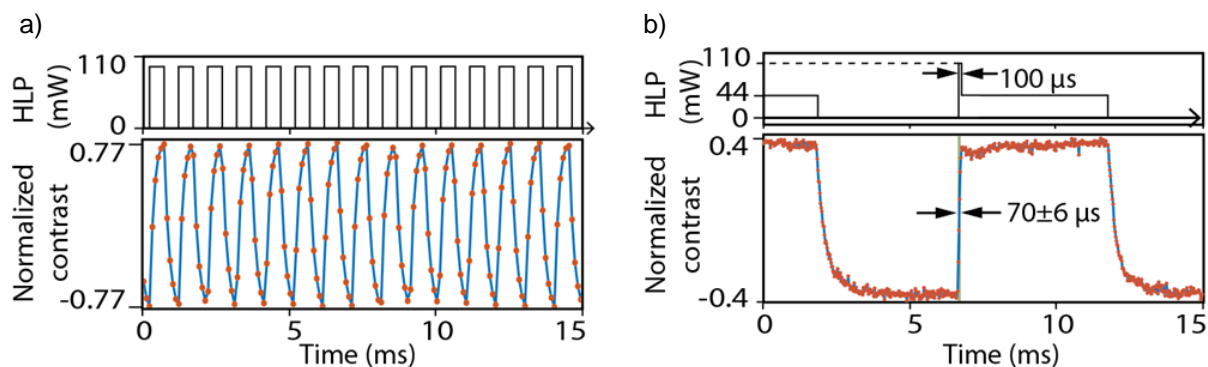 a)
HLP
(mW)
110
0
Normalized
contrast
0.77
-0.77
0
5
10
15
Time (ms)
b)
HLP
(mW)
110
44
0
100 µs
Normalized
contrast
0.4
-0.4
70±6 µs
0
5
10
15
Time (ms)